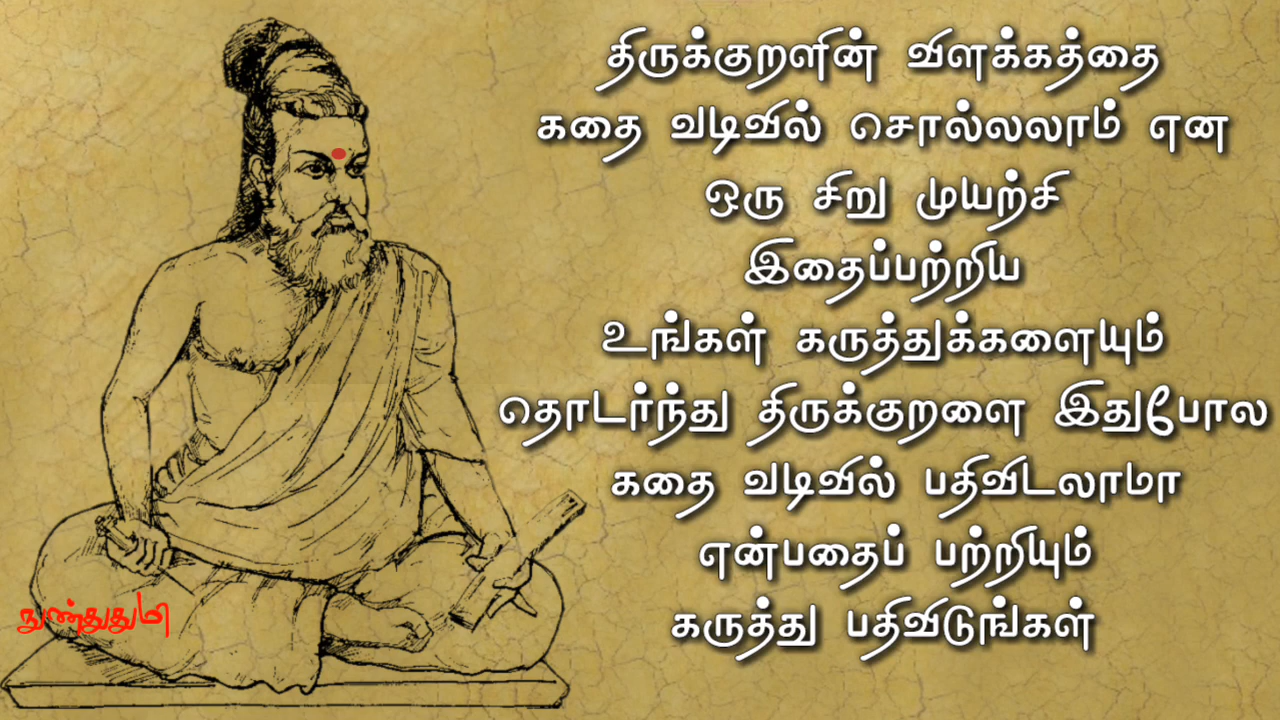 திருக்குறளின் விளக்கத்தை
கதை வடிவில் சொல்லலாம் என
ஒரு சிறு முயற்சி
இதைப்பற்றிய
உங்கள் கருத்துக்களையும்
தொடர்ந்து திருக்குறளை இதுபோல
கதை வடிவில் பதிவிடலாமா
என்பதைப் பற்றியும்
கருத்து பதிவிடுங்கள்
நுண்துதுமி